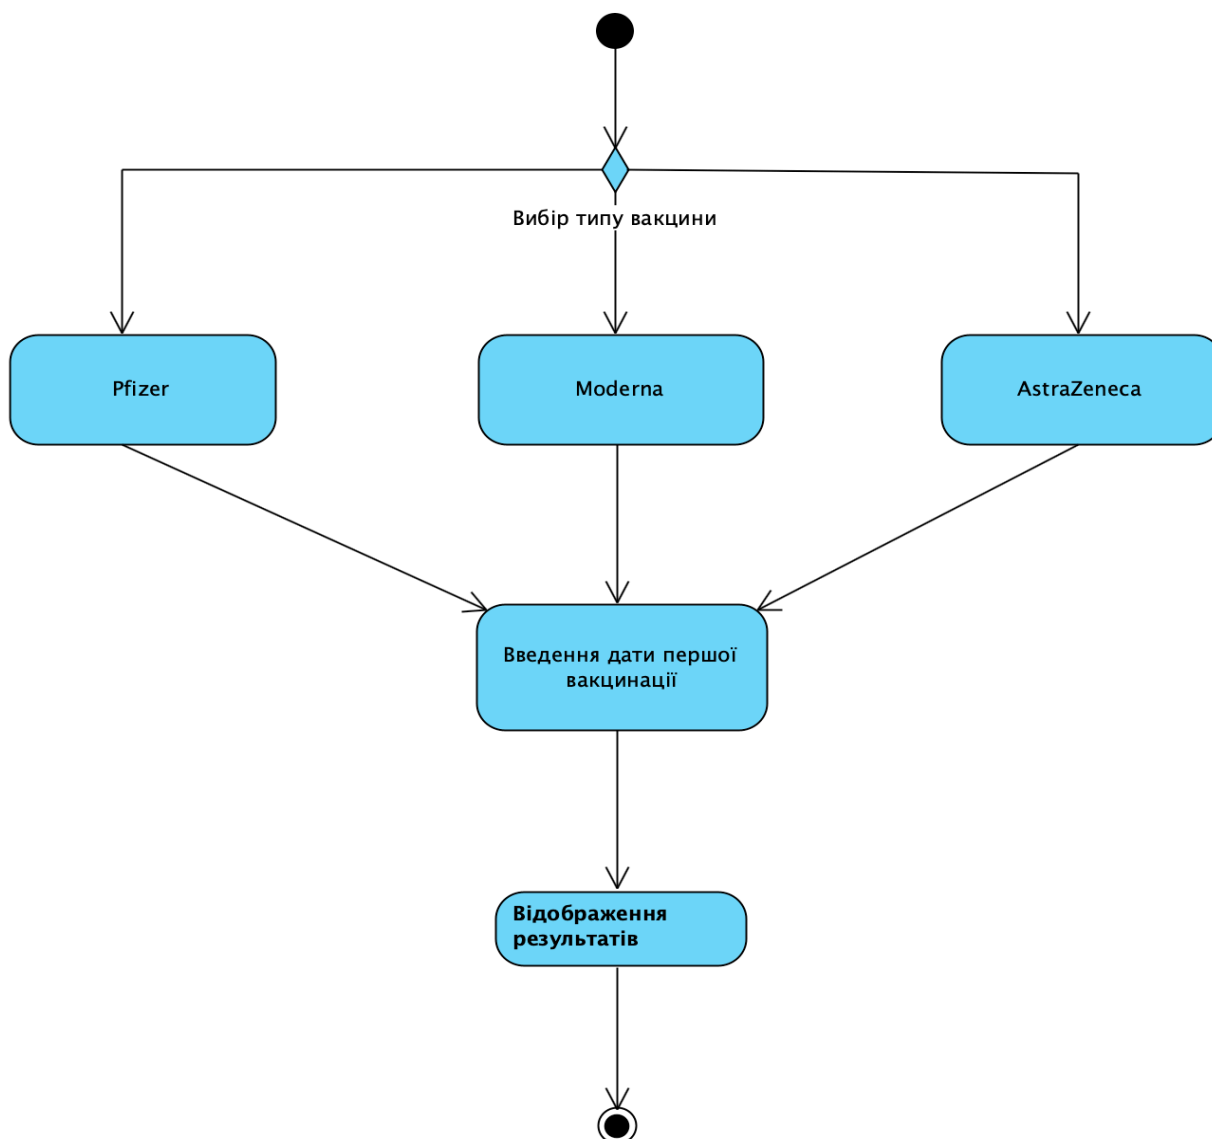 Вибір типу вакцини
Pfizer
Moderna
AstraZeneca
Введення дати першої
вакцинації
Відображення
результатів